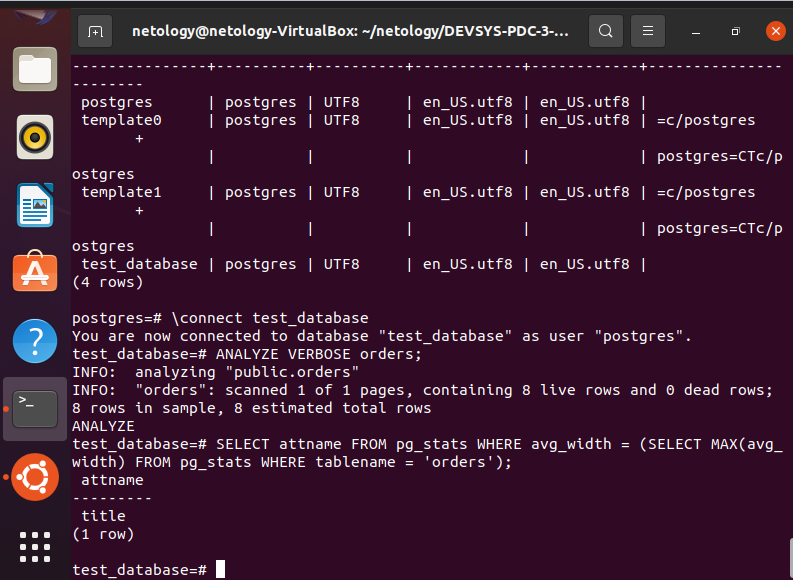 netology@netology-VirtualBox: ~/netology/DEVSYS-PDC-3-...
---------------+----------+----------+------------+------------+---------------
--------
 postgres      | postgres | UTF8     | en_US.utf8 | en_US.utf8 |
 template0     | postgres | UTF8     | en_US.utf8 | en_US.utf8 | =c/postgres
       +
               |          |          |            |            | postgres=CTc/p
ostgres
 template1     | postgres | UTF8     | en_US.utf8 | en_US.utf8 | =c/postgres
       +
               |          |          |            |            | postgres=CTc/p
ostgres
 test_database | postgres | UTF8     | en_US.utf8 | en_US.utf8 |
(4 rows)

postgres=# \connect test_database
You are now connected to database "test_database" as user "postgres".
test_database=# ANALYZE VERBOSE orders;
INFO:  analyzing "public.orders"
INFO:  "orders": scanned 1 of 1 pages, containing 8 live rows and 0 dead rows;
8 rows in sample, 8 estimated total rows
ANALYZE
test_database=# SELECT attname FROM pg_stats WHERE avg_width = (SELECT MAX(avg_
width) FROM pg_stats WHERE tablename = 'orders');
 attname
---------
 title
(1 row)

test_database=#